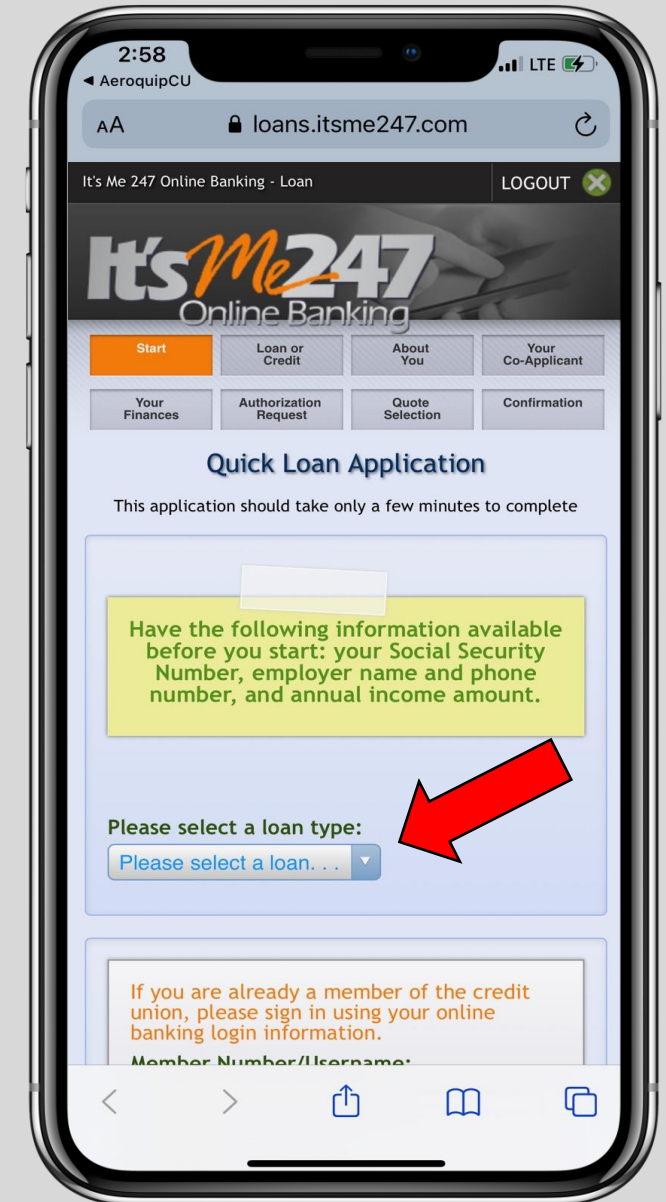 2:58
LTE
◀ AeroquipCU
AA
loans.itsme247.com
It's Me 247 Online Banking - Loan
LOGOUT
It's Me 247
Online Banking
Start
Loan or
Credit
About
You
Your
Co-Applicant
Your
Finances
Authorization
Request
Quote
Selection
Confirmation
Quick Loan Application
This application should take only a few minutes to complete
Have the following information available
before you start: your Social Security
Number, employer name and phone
number, and annual income amount.
Please select a loan type:
Please select a loan. . .
If you are already a member of the credit
union, please sign in using your online
banking login information.
Member Number/Username: